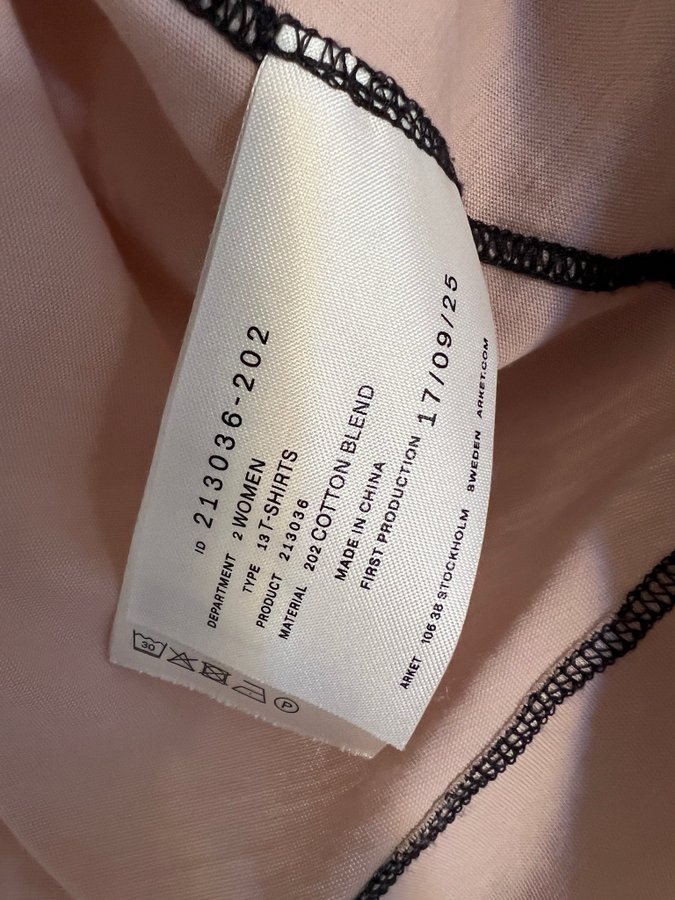 ID 213036-202
DEPARTMENT 2 WOMEN
TYPE 13 T-SHIRTS
PRODUCT 213036
MATERIAL 202 COTTON BLEND
MADE IN CHINA
FIRST PRODUCTION 17/09/25
ARKET 106 38 STOCKHOLM SWEDEN ARKET.COM
30
P